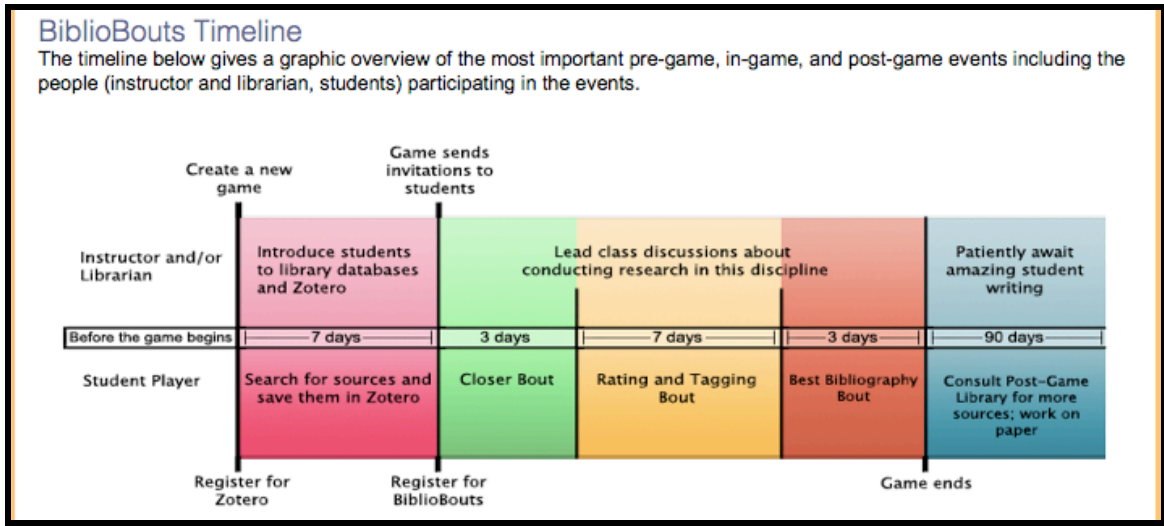 BiblioBouts Timeline
The timeline below gives a graphic overview of the most important pre-game, in-game, and post-game events including the
people (instructor and librarian, students) participating in the events.
Create a new
game
Game sends
invitations to
students
Instructor and/or
Librarian
Introduce students
to library databases
and Zotero
Lead class discussions about
conducting research in this discipline
Patiently await
amazing student
writing
Before the game begins
7 days
3 days
7 days
3 days
90 days
Student Player
Search for sources and
save them in Zotero
Closer Bout
Rating and Tagging
Bout
Best Bibliography
Bout
Consult Post-Game
Library for more
sources; work on
paper
Register for
Zotero
Register for
BiblioBouts
Game ends